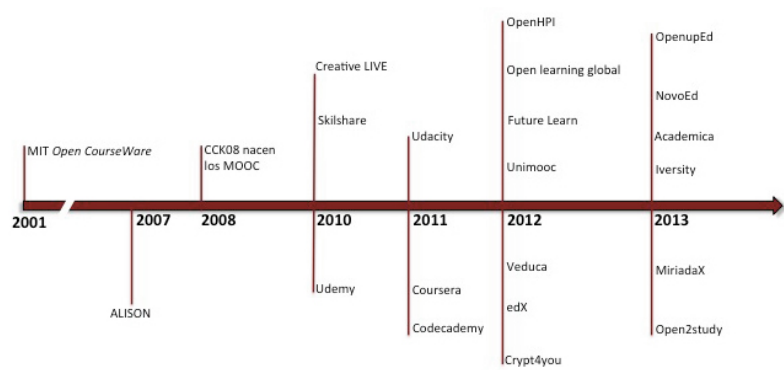 OpenHPI
OpenupEd
Creative LIVE
Open learning global
NovoEd
Skilshare
Future Learn
Udacity
Academica
MIT Open CourseWare
CCK08 nacen
los MOOC
Unimooc
Iversity
2001
2007
2008
2010
2011
2012
2013
Veduca
MiriadaX
Udemy
Coursera
edX
ALISON
Codecademy
Open2study
Crypt4you